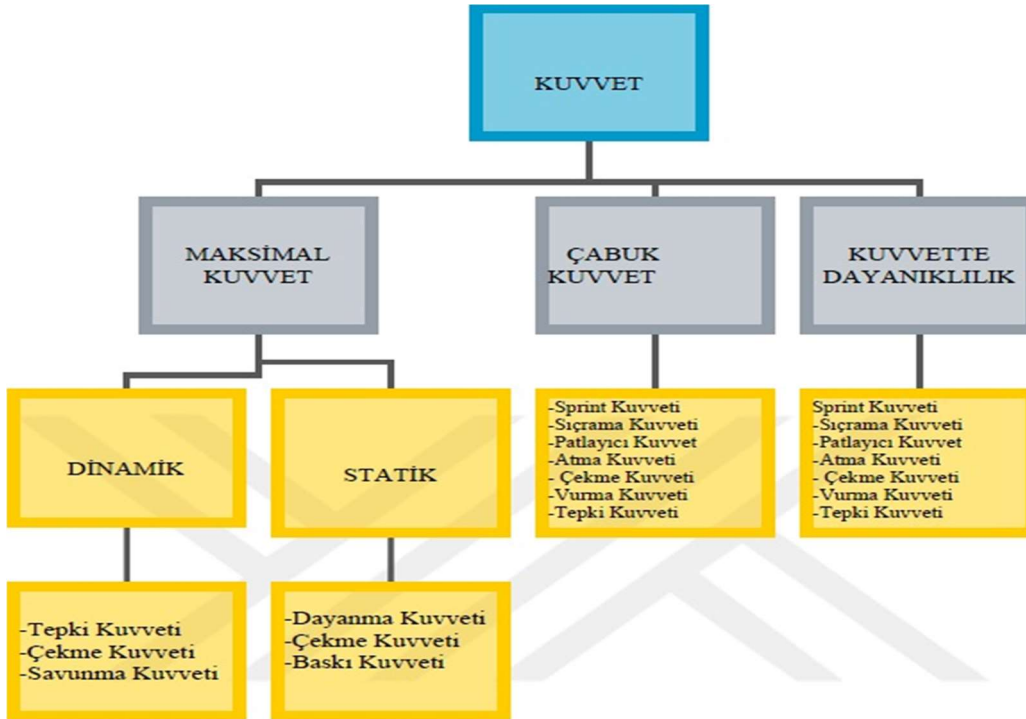 KUVVET
MAKSİMAL
KUVVET
ÇABUK
KUVVET
KUVVETTE
DAYANIKLILIK
DİNAMİK
STATİK
-Sprint Kuvveti
-Sıçrama Kuvveti
-Patlayıcı Kuvvet
-Atma Kuvveti
- Çekme Kuvveti
-Vurma Kuvveti
-Tepki Kuvveti
Sprint Kuvveti
-Sıçrama Kuvveti
-Patlayıcı Kuvvet
-Atma Kuvveti
- Çekme Kuvveti
-Vurma Kuvveti
-Tepki Kuvveti
-Tepki Kuvveti
-Çekme Kuvveti
-Savunma Kuvveti
-Dayanma Kuvveti
-Çekme Kuvveti
-Baskı Kuvveti